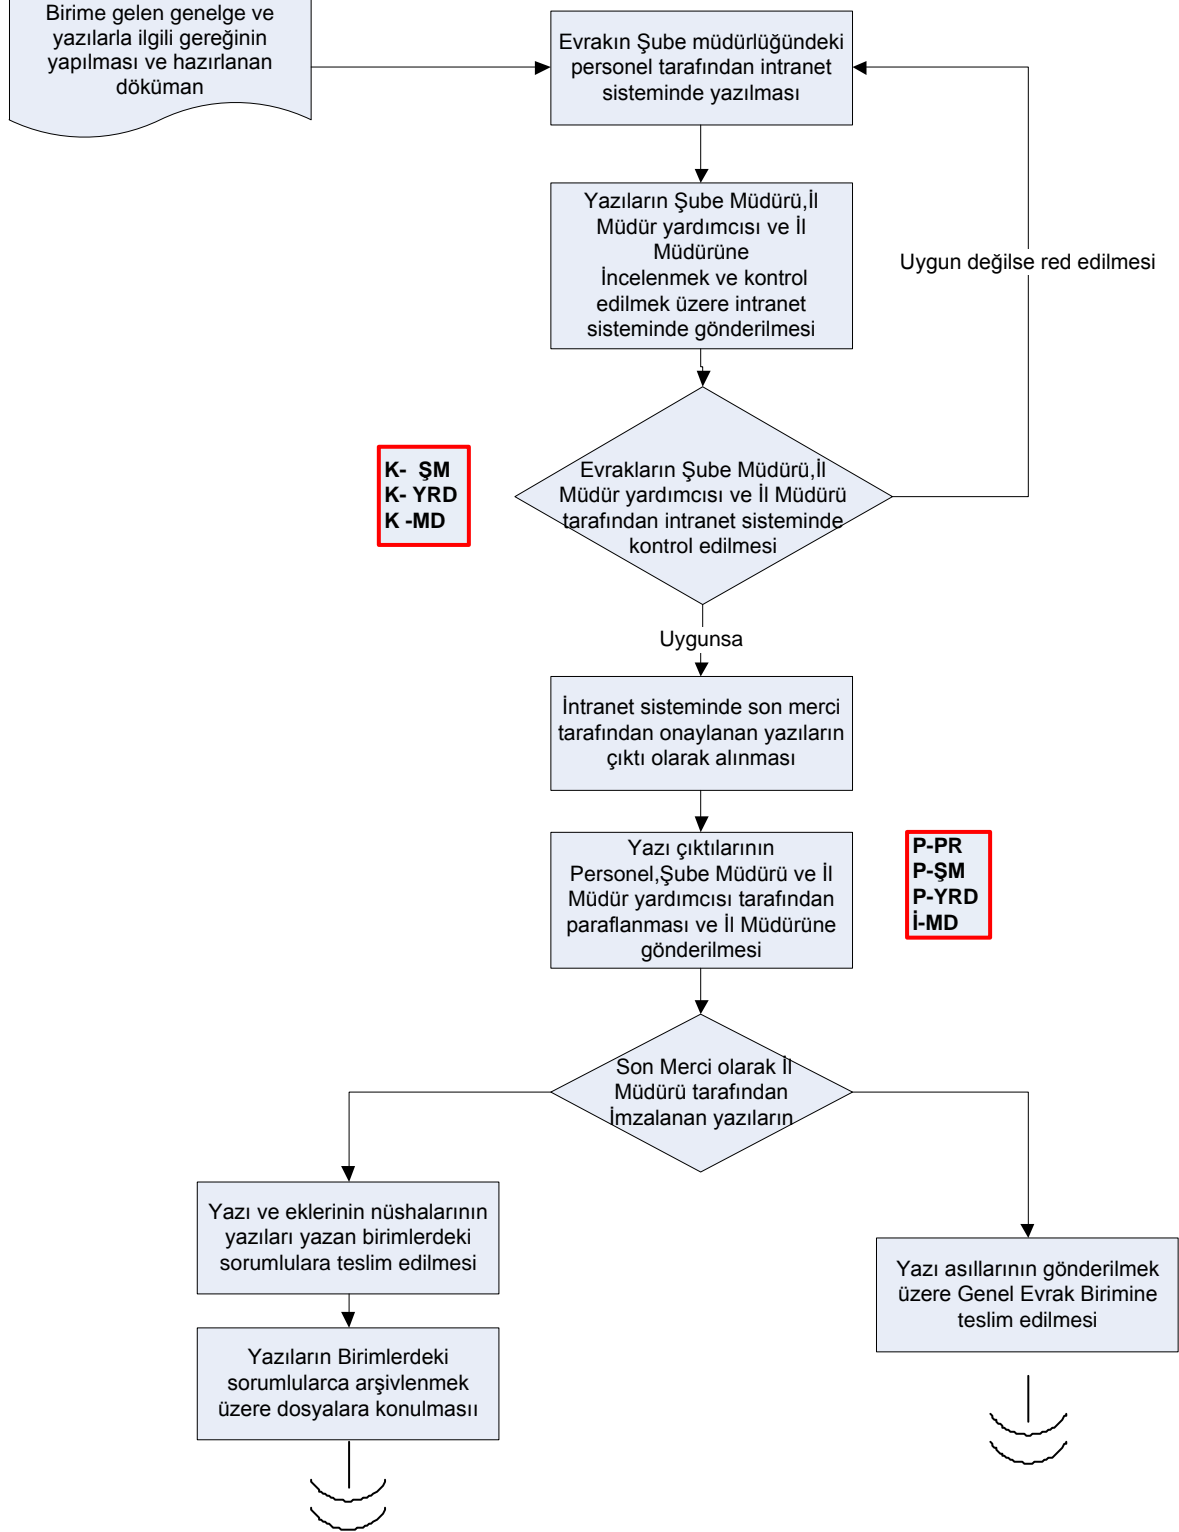 Birime gelen genelge ve
yazılarla ilgili gereğinin
yapılması ve hazırlanan
döküman
Evrakın Şube müdürlüğündeki
personel tarafından intranet
sisteminde yazılması
Yazıların Şube Müdürü,İl
Müdür yardımcısı ve İl
Müdürüne
İncelenmek ve kontrol
edilmek üzere intranet
sisteminde gönderilmesi
Uygun değilse red edilmesi
K- ŞM
K- YRD
K -MD
Evrakların Şube Müdürü,İl
Müdür yardımcısı ve İl Müdürü
tarafından intranet sisteminde
kontrol edilmesi
Uygunsa
İntranet sisteminde son merci
tarafından onaylanan yazıların
çıktı olarak alınması
Yazı çıktılarının
Personel,Şube Müdürü ve İl
Müdür yardımcısı tarafından
paraflanması ve İl Müdürüne
gönderilmesi
P-PR
P-ŞM
P-YRD
İ-MD
Son Merci olarak İl
Müdürü tarafından
İmzalanan yazıların
Yazı ve eklerinin nüshalarının
yazıları yazan birimlerdeki
sorumlulara teslim edilmesi
Yazı asıllarının gönderilmek
üzere Genel Evrak Birimine
teslim edilmesi
Yazıların Birimlerdeki
sorumlularca arşivlenmek
üzere dosyalara konulmasıı